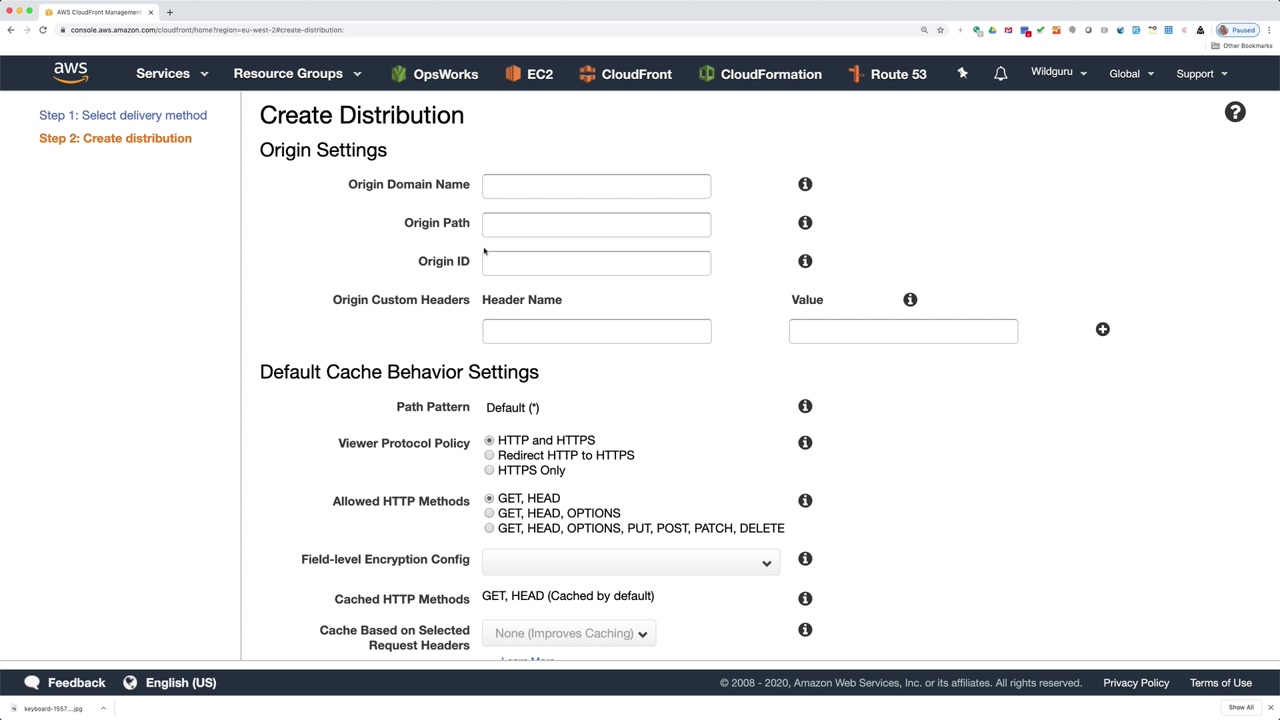 AWS CloudFront Management
console.aws.amazon.com/cloudfront/home?region=eu-west-2#create-distribution:
Paused
Other Bookmarks
aws
Services
Resource Groups
OpsWorks
EC2
CloudFront
CloudFormation
Route 53
Wildguru
Global
Support
Step 1: Select delivery method
Step 2: Create distribution
Create Distribution
Origin Settings
Origin Domain Name
Origin Path
Origin ID
Origin Custom Headers Header Name Value
Default Cache Behavior Settings
Path Pattern Default (*)
Viewer Protocol Policy HTTP and HTTPS
Redirect HTTP to HTTPS
HTTPS Only
Allowed HTTP Methods GET, HEAD
GET, HEAD, OPTIONS
GET, HEAD, OPTIONS, PUT, POST, PATCH, DELETE
Field-level Encryption Config
Cached HTTP Methods GET, HEAD (Cached by default)
Cache Based on Selected
Request Headers
None (Improves Caching)
Learn More
Feedback
English (US)
© 2008 - 2020, Amazon Web Services, Inc. or its affiliates. All rights reserved.
Privacy Policy
Terms of Use
keyboard-1557....jpg
Show All